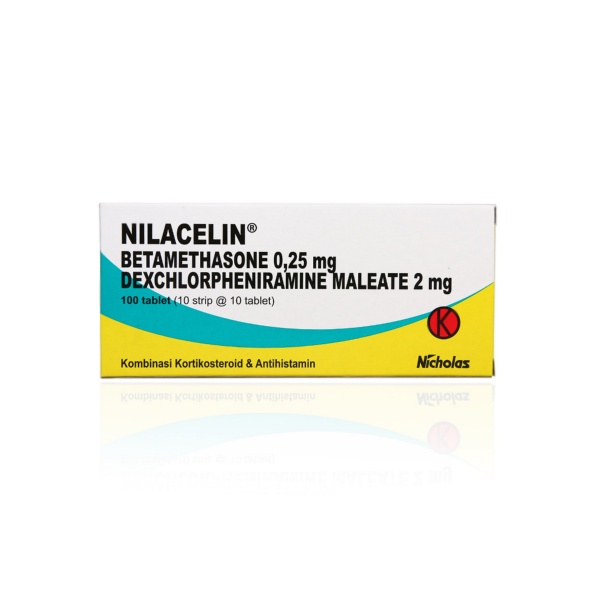 NILACELIN®
BETAMETHASONE 0,25 mg
DEXCHLORPHENIRAMINE MALEATE 2 mg
100 tablet (10 strip @ 10 tablet)
K
Kombinasi Kortikosteroid & Antihistamin
Nicholas